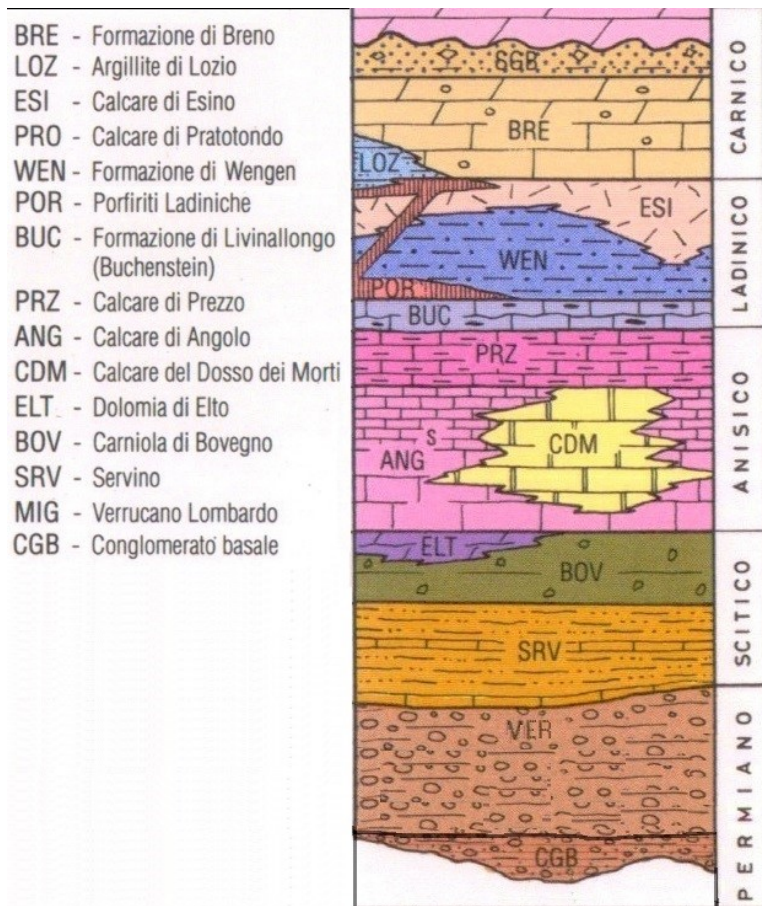 BRE - Formazione di Breno
LOZ - Argillite di Lozio
ESI - Calcare di Esino
PRO - Calcare di Pratotondo
WEN - Formazione di Wengen
POR - Porfiriti Ladiniche
BUC - Formazione di Livinallongo
(Buchenstein)
PRZ - Calcare di Prezzo
ANG - Calcare di Angolo
CDM - Calcare del Dosso dei Morti
ELT - Dolomia di Elto
BOV - Carniola di Bovegno
SRV - Servino
MIG - Verrucano Lombardo
CGB - Conglomerato basale
SGB
BRE
LOZ
ESI
WEN
POR
BUC
PRZ
S
ANG
CDM
ELT
BOV
SRV
VER
CGB
CARNICO
LADINICO
ANISICO
SCITICO
PERMIANO